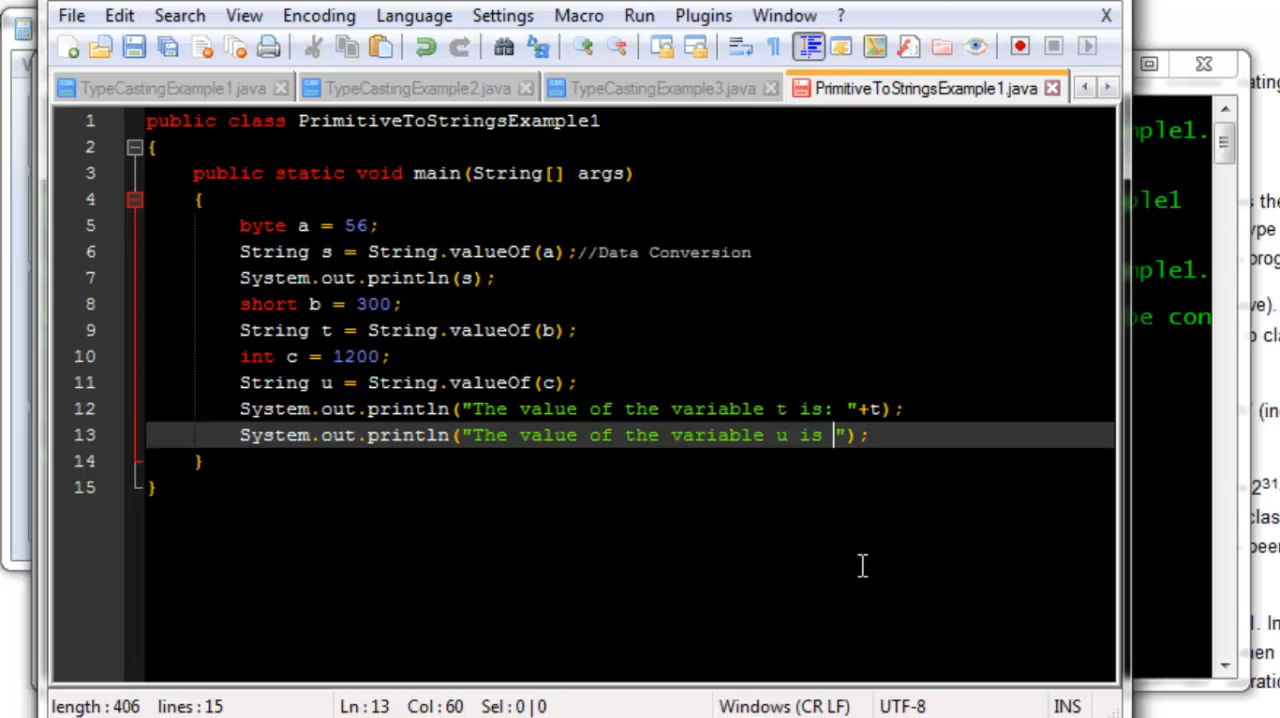 File Edit Search View Encoding Language Settings Macro Run Plugins Window ? X
TypeCastingExample1.java TypeCastingExample2.java TypeCastingExample3.java PrimitiveToStringsExample1.java
1 public class PrimitiveToStringsExample1
2 {
3 public static void main(String[] args)
4 {
5 byte a = 56;
6 String s = String.valueOf(a);//Data Conversion
7 System.out.println(s);
8 short b = 300;
9 String t = String.valueOf(b);
10 int c = 1200;
11 String u = String.valueOf(c);
12 System.out.println("The value of the variable t is: "+t);
13 System.out.println("The value of the variable u is ");
14 }
15 }
length : 406 lines : 15 Ln : 13 Col : 60 Sel : 0 | 0 Windows (CR LF) UTF-8 INS
mple1.
mple1
mple1.
be con